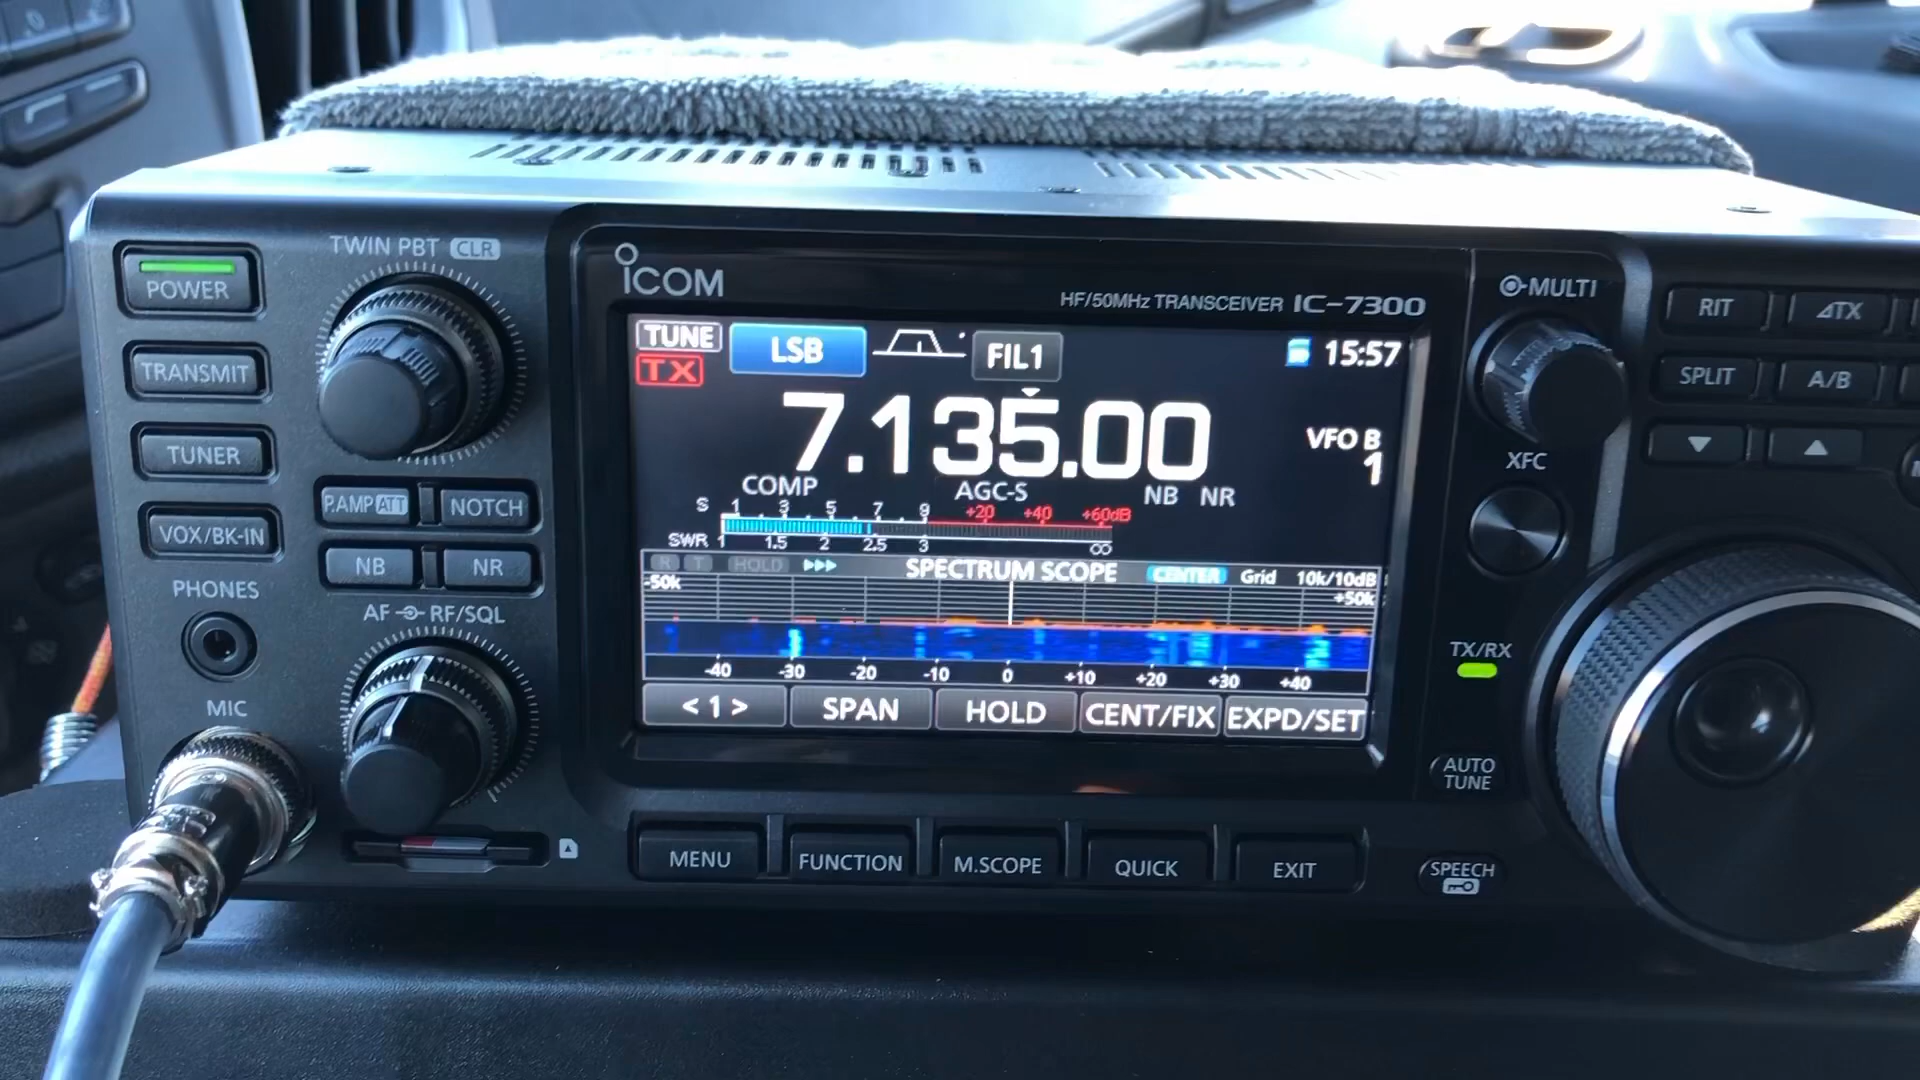 TWIN PBT CLR
POWER
TRANSMIT
TUNER
VOX/BK-IN
P.AMP ATT
NOTCH
NB
NR
PHONES
AF RF/SQL
MIC
ICOM
HF/50MHz TRANSCEIVER IC-7300
TUNE
LSB
FIL1
15:57
TX
7.135.00
VFO B
1
COMP
AGC-S
NB NR
S 1 3 5 7 9 +20 +40 +60dB
SWR 1 1.5 2 2.5 3 ∞
R T HOLD
SPECTRUM SCOPE
CENTER Grid 10k/10dB
-50k
+50k
-40 -30 -20 -10 0 +10 +20 +30 +40
< 1 >
SPAN
HOLD
CENT/FIX
EXPD/SET
MENU
FUNCTION
M.SCOPE
QUICK
EXIT
MULTI
RIT
⊿TX
SPLIT
A/B
XFC
TX/RX
AUTO
TUNE
SPEECH